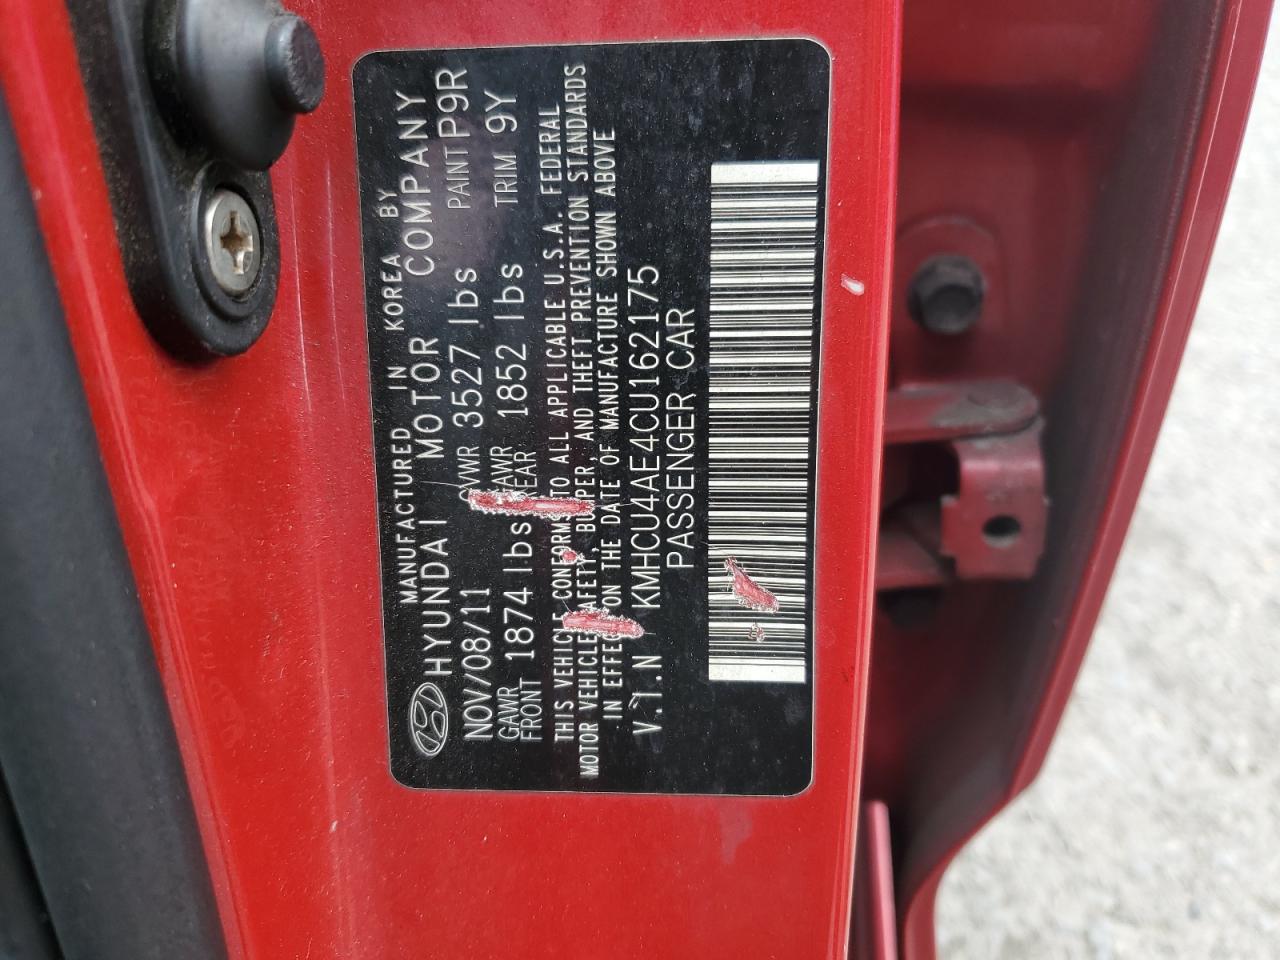 MANUFACTURED IN KOREA BY
HYUNDAI MOTOR COMPANY
NOV/08/11 GVWR 3527 lbs PAINT P9R
GAWR FRONT 1874 lbs GAWR REAR 1852 lbs TRIM 9Y
THIS VEHICLE CONFORMS TO ALL APPLICABLE U.S.A. FEDERAL
MOTOR VEHICLE SAFETY, BUMPER, AND THEFT PREVENTION STANDARDS
IN EFFECT ON THE DATE OF MANUFACTURE SHOWN ABOVE
V.I.N KMHCU4AE4CU162175
PASSENGER CAR